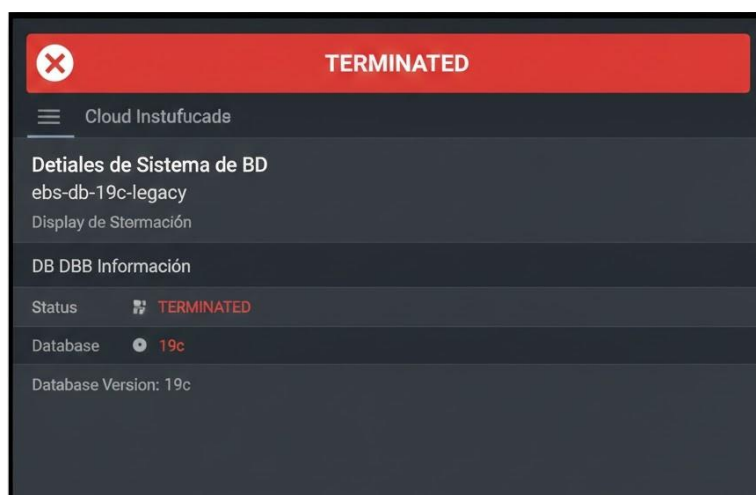 TERMINATED
Cloud Instufucade
Detiales de Sistema de BD
ebs-db-19c-legacy
Display de Stormación
DB DBB Información
Status TERMINATED
Database 19c
Database Version: 19c